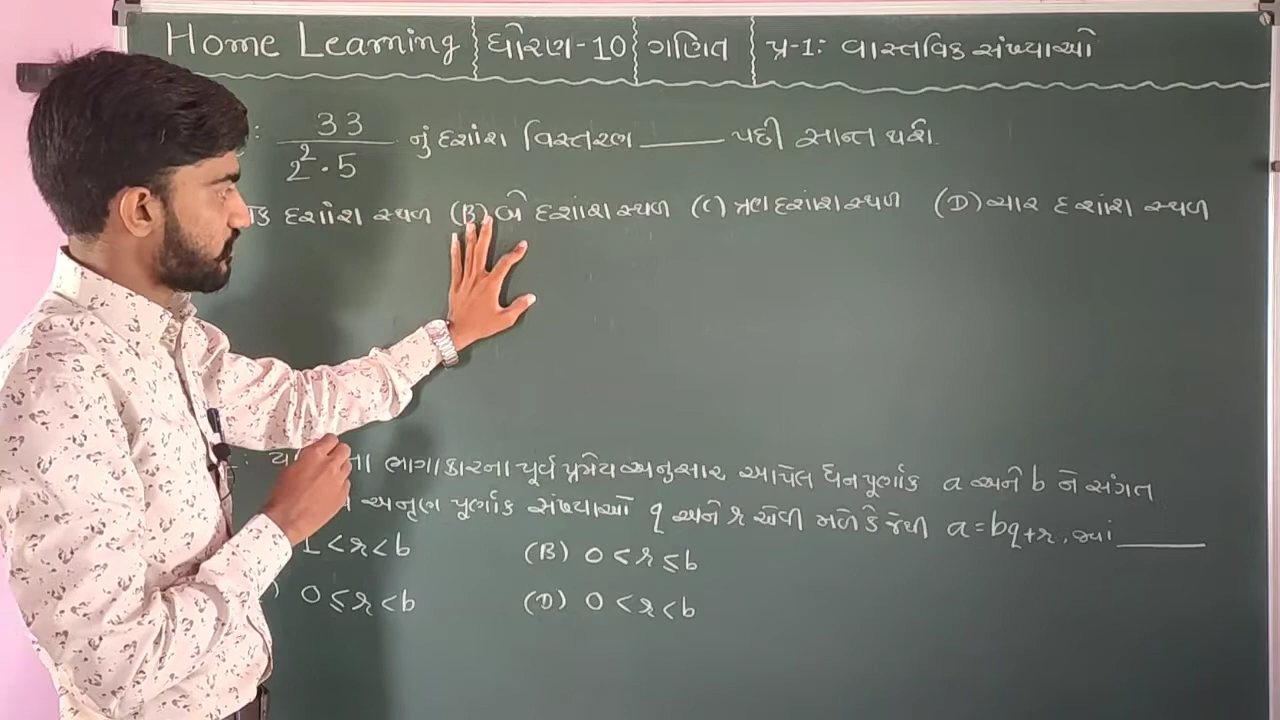 Home Learning ધોરણ-10 ગણિત પ્ર-1: વાસ્તવિક સંખ્યાઓ
: 33 / 2².5 નું દશાંશ વિસ્તરણ ____ પછી સાન્ત થશે.
દશાંશ સ્થળ (B) બે દશાંશ સ્થળ (C) ત્રણ દશાંશ સ્થળ (D) ચાર દશાંશ સ્થળ
ભાગાકારના પૂર્વ પ્રમેય અનુસાર આપેલ ધન પૂર્ણાંક a અને b ને સંગત
અનૃણ પૂર્ણાંક સંખ્યાઓ q અને r એવી મળે કે જેથી a=bq+r, જ્યાં ____
1<r<b (B) 0<r≤b
0≤r<b (D) 0<r<b